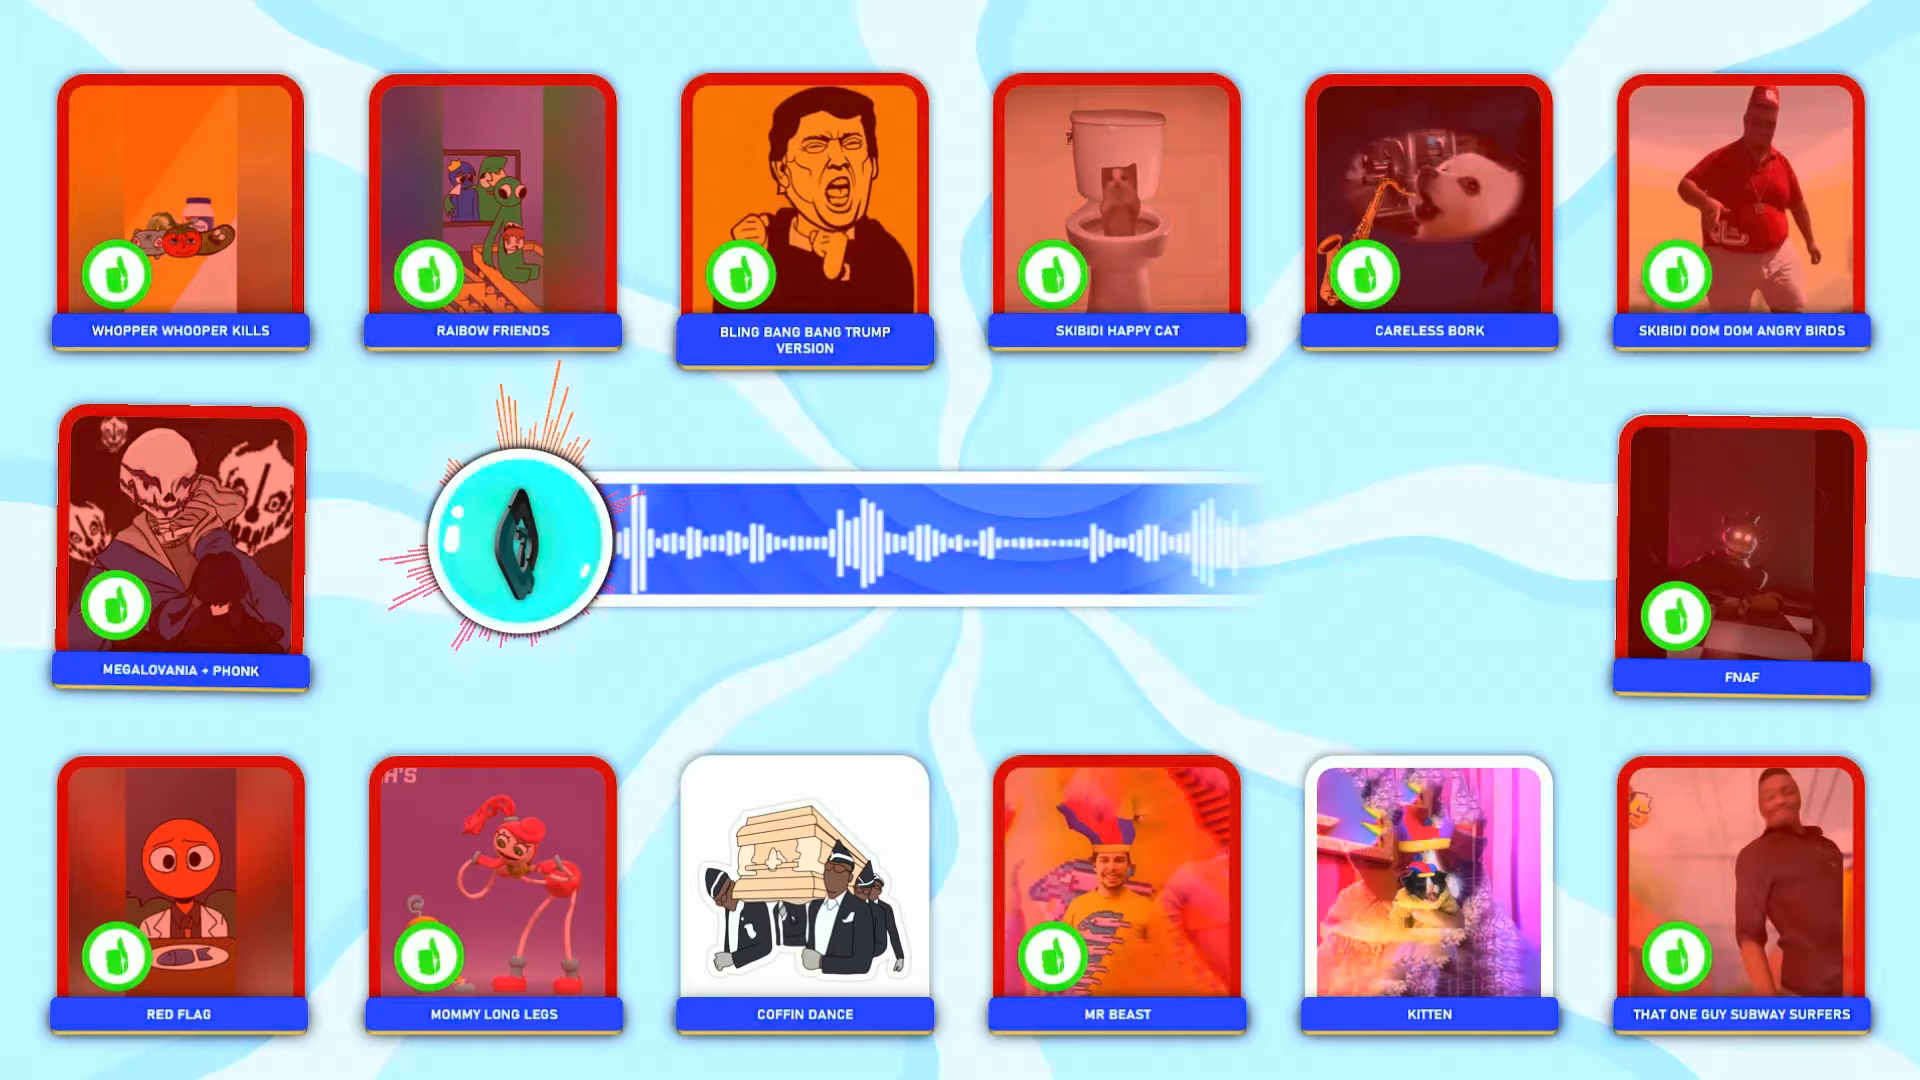 WHOPPER WHOOPER KILLS
RAIBOW FRIENDS
BLING BANG BANG TRUMP
VERSION
SKIBIDI HAPPY CAT
CARELESS BORK
SKIBIDI DOM DOM ANGRY BIRDS
MEGALOVANIA + PHONK
FNAF
H'S
RED FLAG
MOMMY LONG LEGS
COFFIN DANCE
MR BEAST
KITTEN
THAT ONE GUY SUBWAY SURFERS